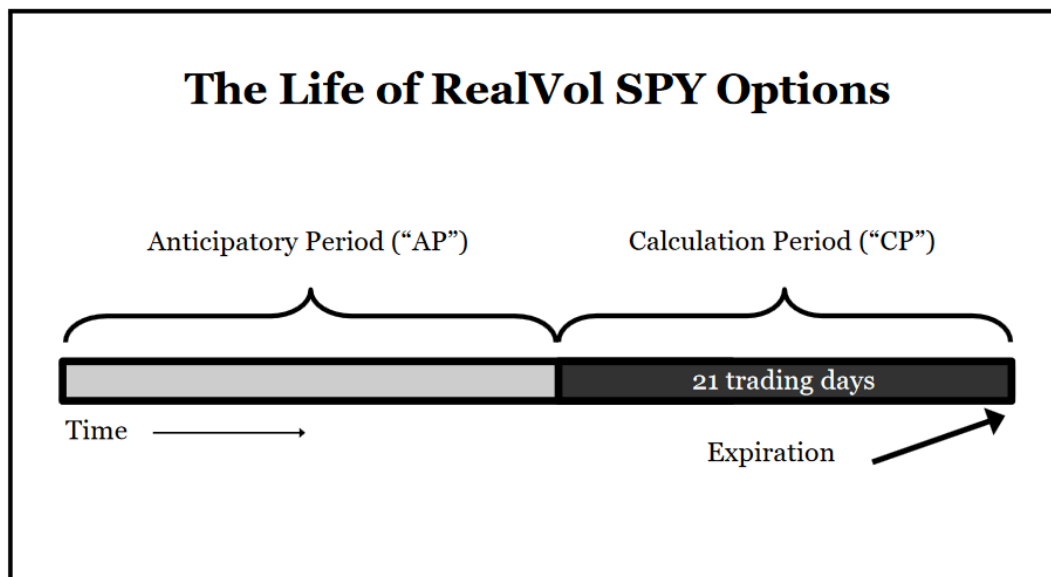 The Life of RealVol SPY Options
Anticipatory Period (“AP”)
Calculation Period (“CP”)
21 trading days
Time
Expiration